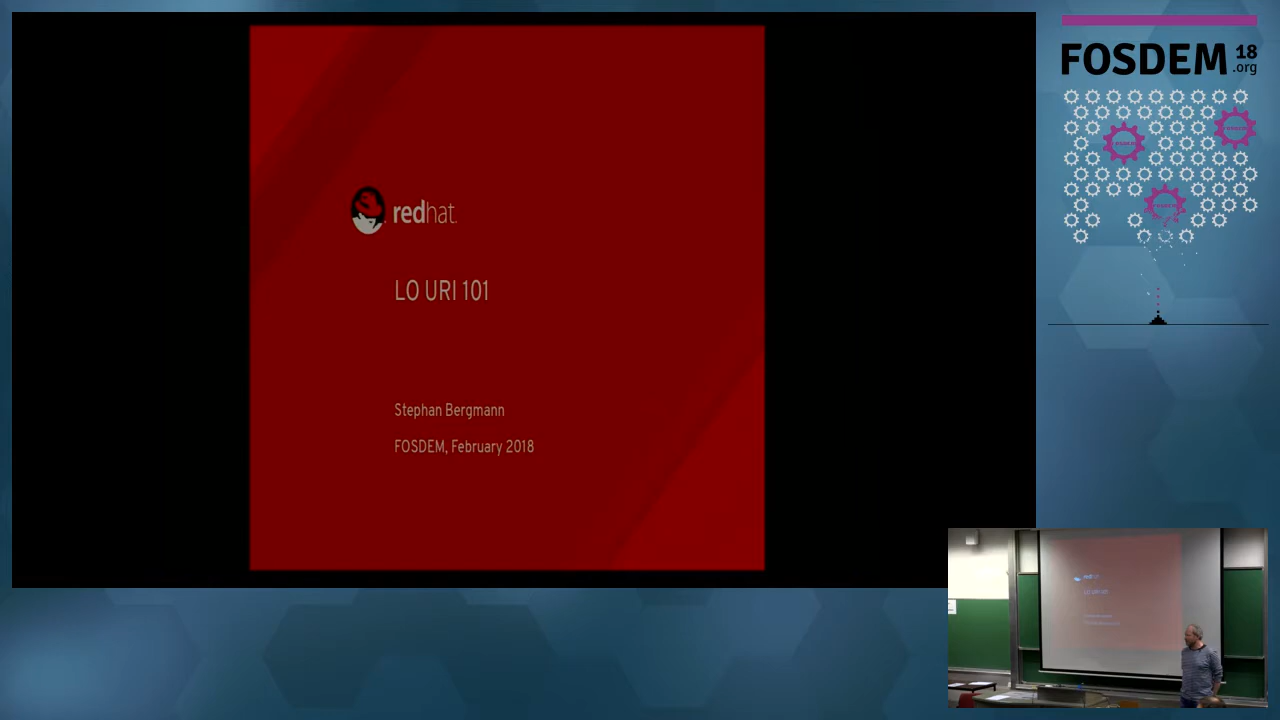 redhat.
LO URI 101
Stephan Bergmann
FOSDEM, February 2018
FOSDEM 18
.org